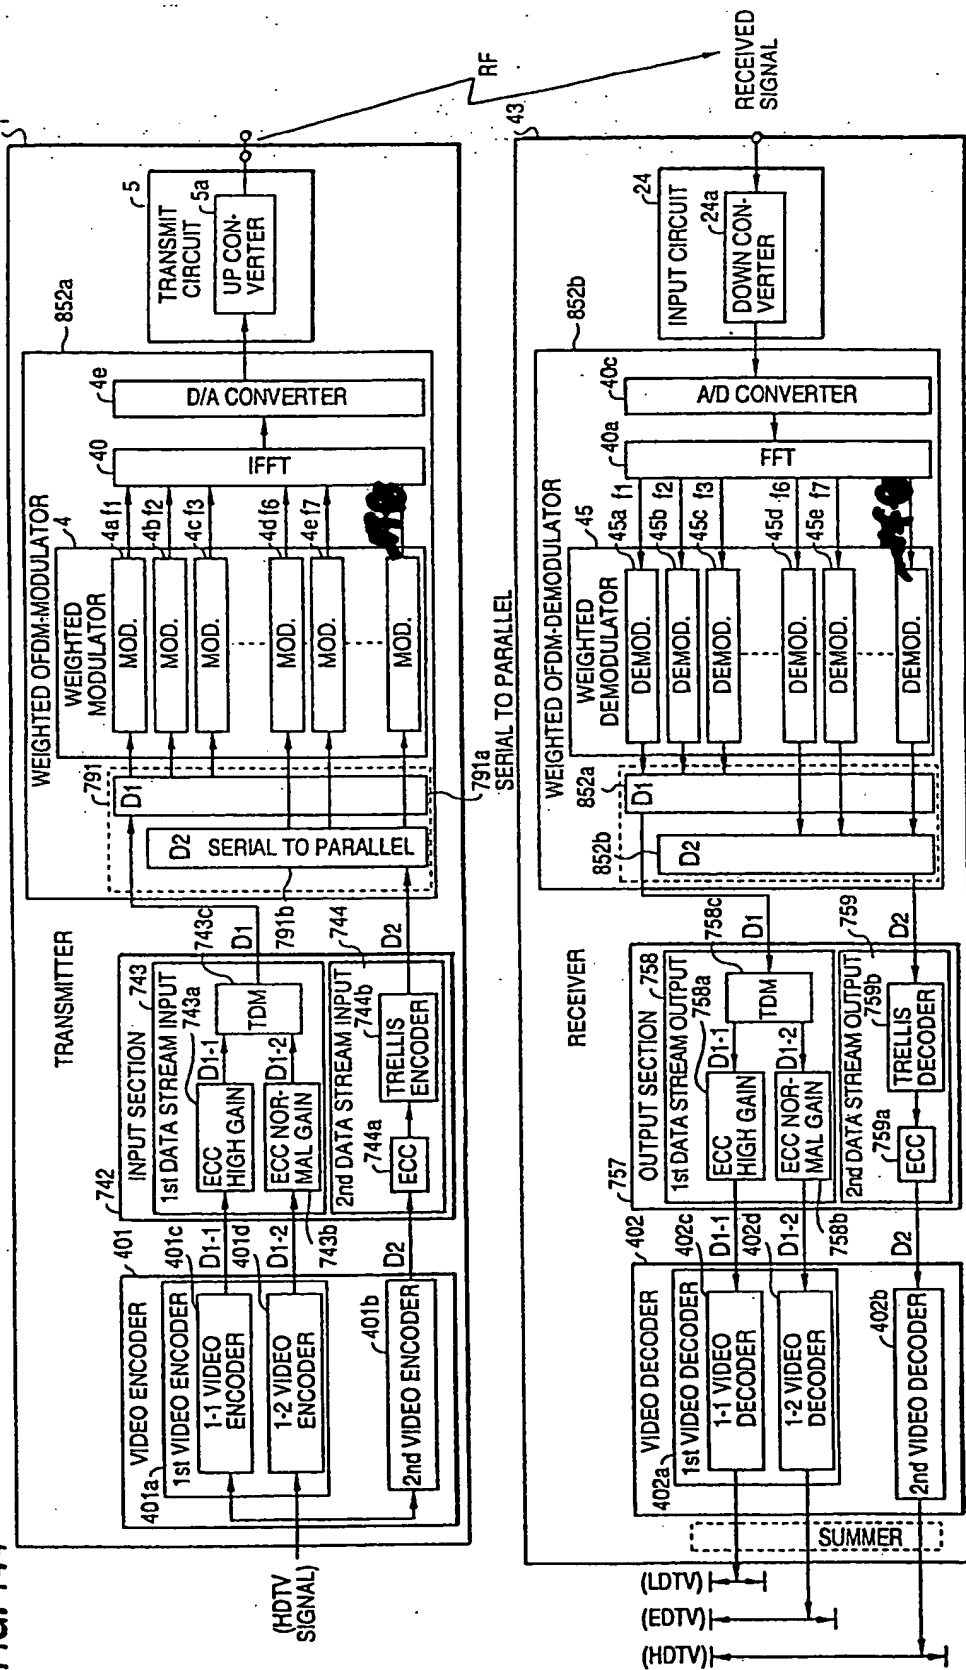 TRANSMITTER
1
(HDTV
SIGNAL)
VIDEO ENCODER
401
401a
1st VIDEO ENCODER
401c
1-1 VIDEO
ENCODER
401d
1-2 VIDEO
ENCODER
401b
2nd VIDEO ENCODER
D1-1
D1-2
D2
742
INPUT SECTION
743
1st DATA STREAM INPUT
743a
ECC
HIGH GAIN
D1-1
743c
TDM
D1-2
ECC NOR-
MAL GAIN
743b
744
2nd DATA STREAM INPUT
744a
ECC
744b
TRELLIS
ENCODER
D1
D2
WEIGHTED OFDM-MODULATOR
852a
791
D1
D2
SERIAL TO PARALLEL
791b
791a
SERIAL TO PARALLEL
WEIGHTED
MODULATOR
4
MOD.
4a f1
MOD.
4b f2
MOD.
4c f3
MOD.
4d f6
MOD.
4e f7
MOD.
40
IFFT
4e
D/A CONVERTER
TRANSMIT
CIRCUIT
5
5a
UP CON-
VERTER
RF
RECEIVED
SIGNAL
RECEIVER
43
INPUT CIRCUIT
24
24a
DOWN CON-
VERTER
WEIGHTED OFDM-DEMODULATOR
852b
40c
A/D CONVERTER
40a
FFT
WEIGHTED
DEMODULATOR
45
DEMOD.
45a f1
DEMOD.
45b f2
DEMOD.
45c f3
DEMOD.
45d f6
DEMOD.
45e f7
DEMOD.
852a
D1
852b
D2
D1
D2
757
OUTPUT SECTION
758
1st DATA STREAM OUTPUT
758a
ECC
HIGH GAIN
D1-1
758c
TDM
D1-2
ECC NOR-
MAL GAIN
758b
759
2nd DATA STREAM OUTPUT
759a
ECC
759b
TRELLIS
DECODER
D1-1
D1-2
D2
VIDEO DECODER
402
402a
1st VIDEO DECODER
402c
1-1 VIDEO
DECODER
402d
1-2 VIDEO
DECODER
402b
2nd VIDEO DECODER
SUMMER
(LDTV)
(EDTV)
(HDTV)